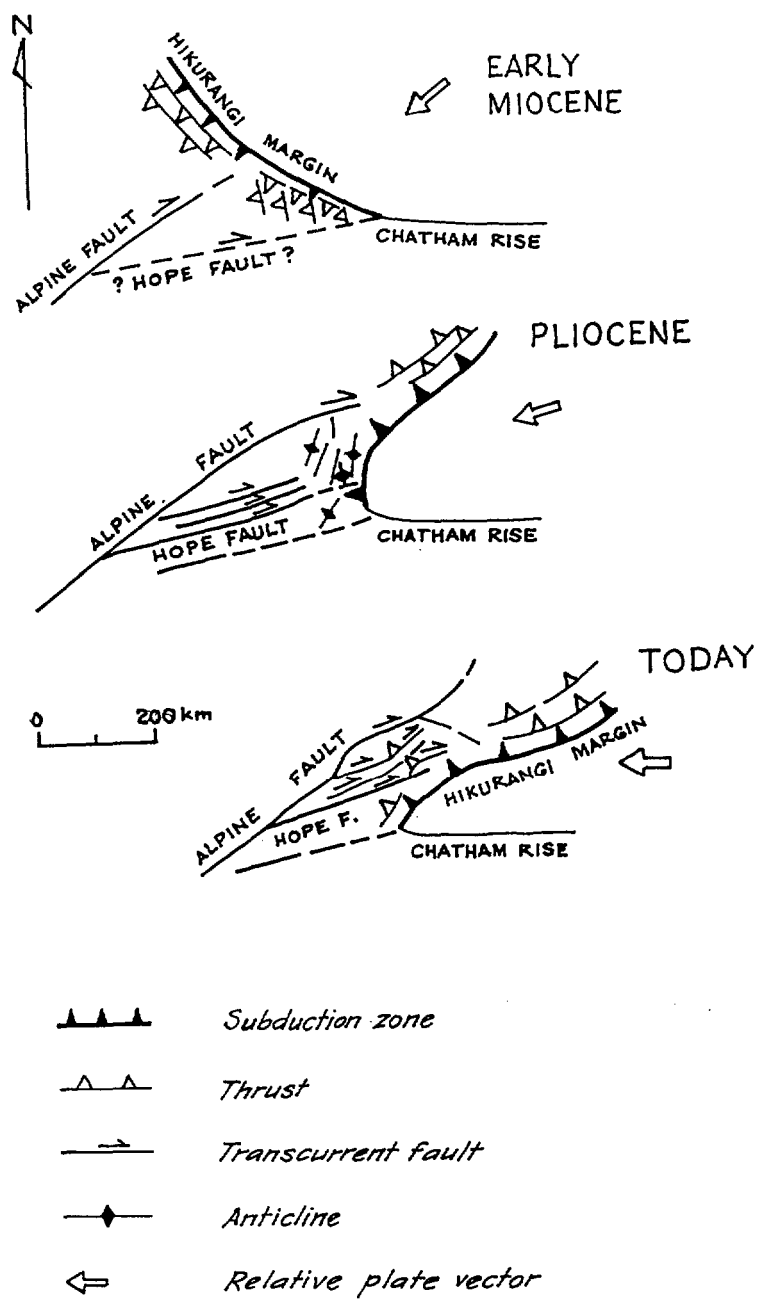 N
HIKURANGI MARGIN
EARLY
MIOCENE
ALPINE FAULT
? HOPE FAULT ?
CHATHAM RISE
PLIOCENE
ALPINE FAULT
HOPE FAULT
CHATHAM RISE
TODAY
0 200 km
ALPINE FAULT
HOPE F.
HIKURANGI MARGIN
CHATHAM RISE
Subduction zone
Thrust
Transcurrent fault
Anticline
Relative plate vector